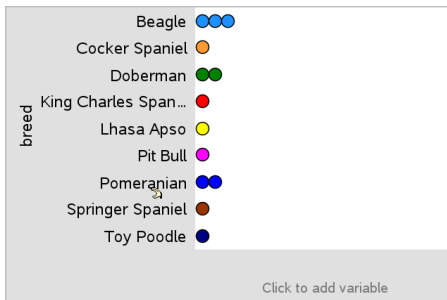 breed
Beagle
Cocker Spaniel
Doberman
King Charles Span...
Lhasa Apso
Pit Bull
Pomeranian
Springer Spaniel
Toy Poodle
Click to add variable